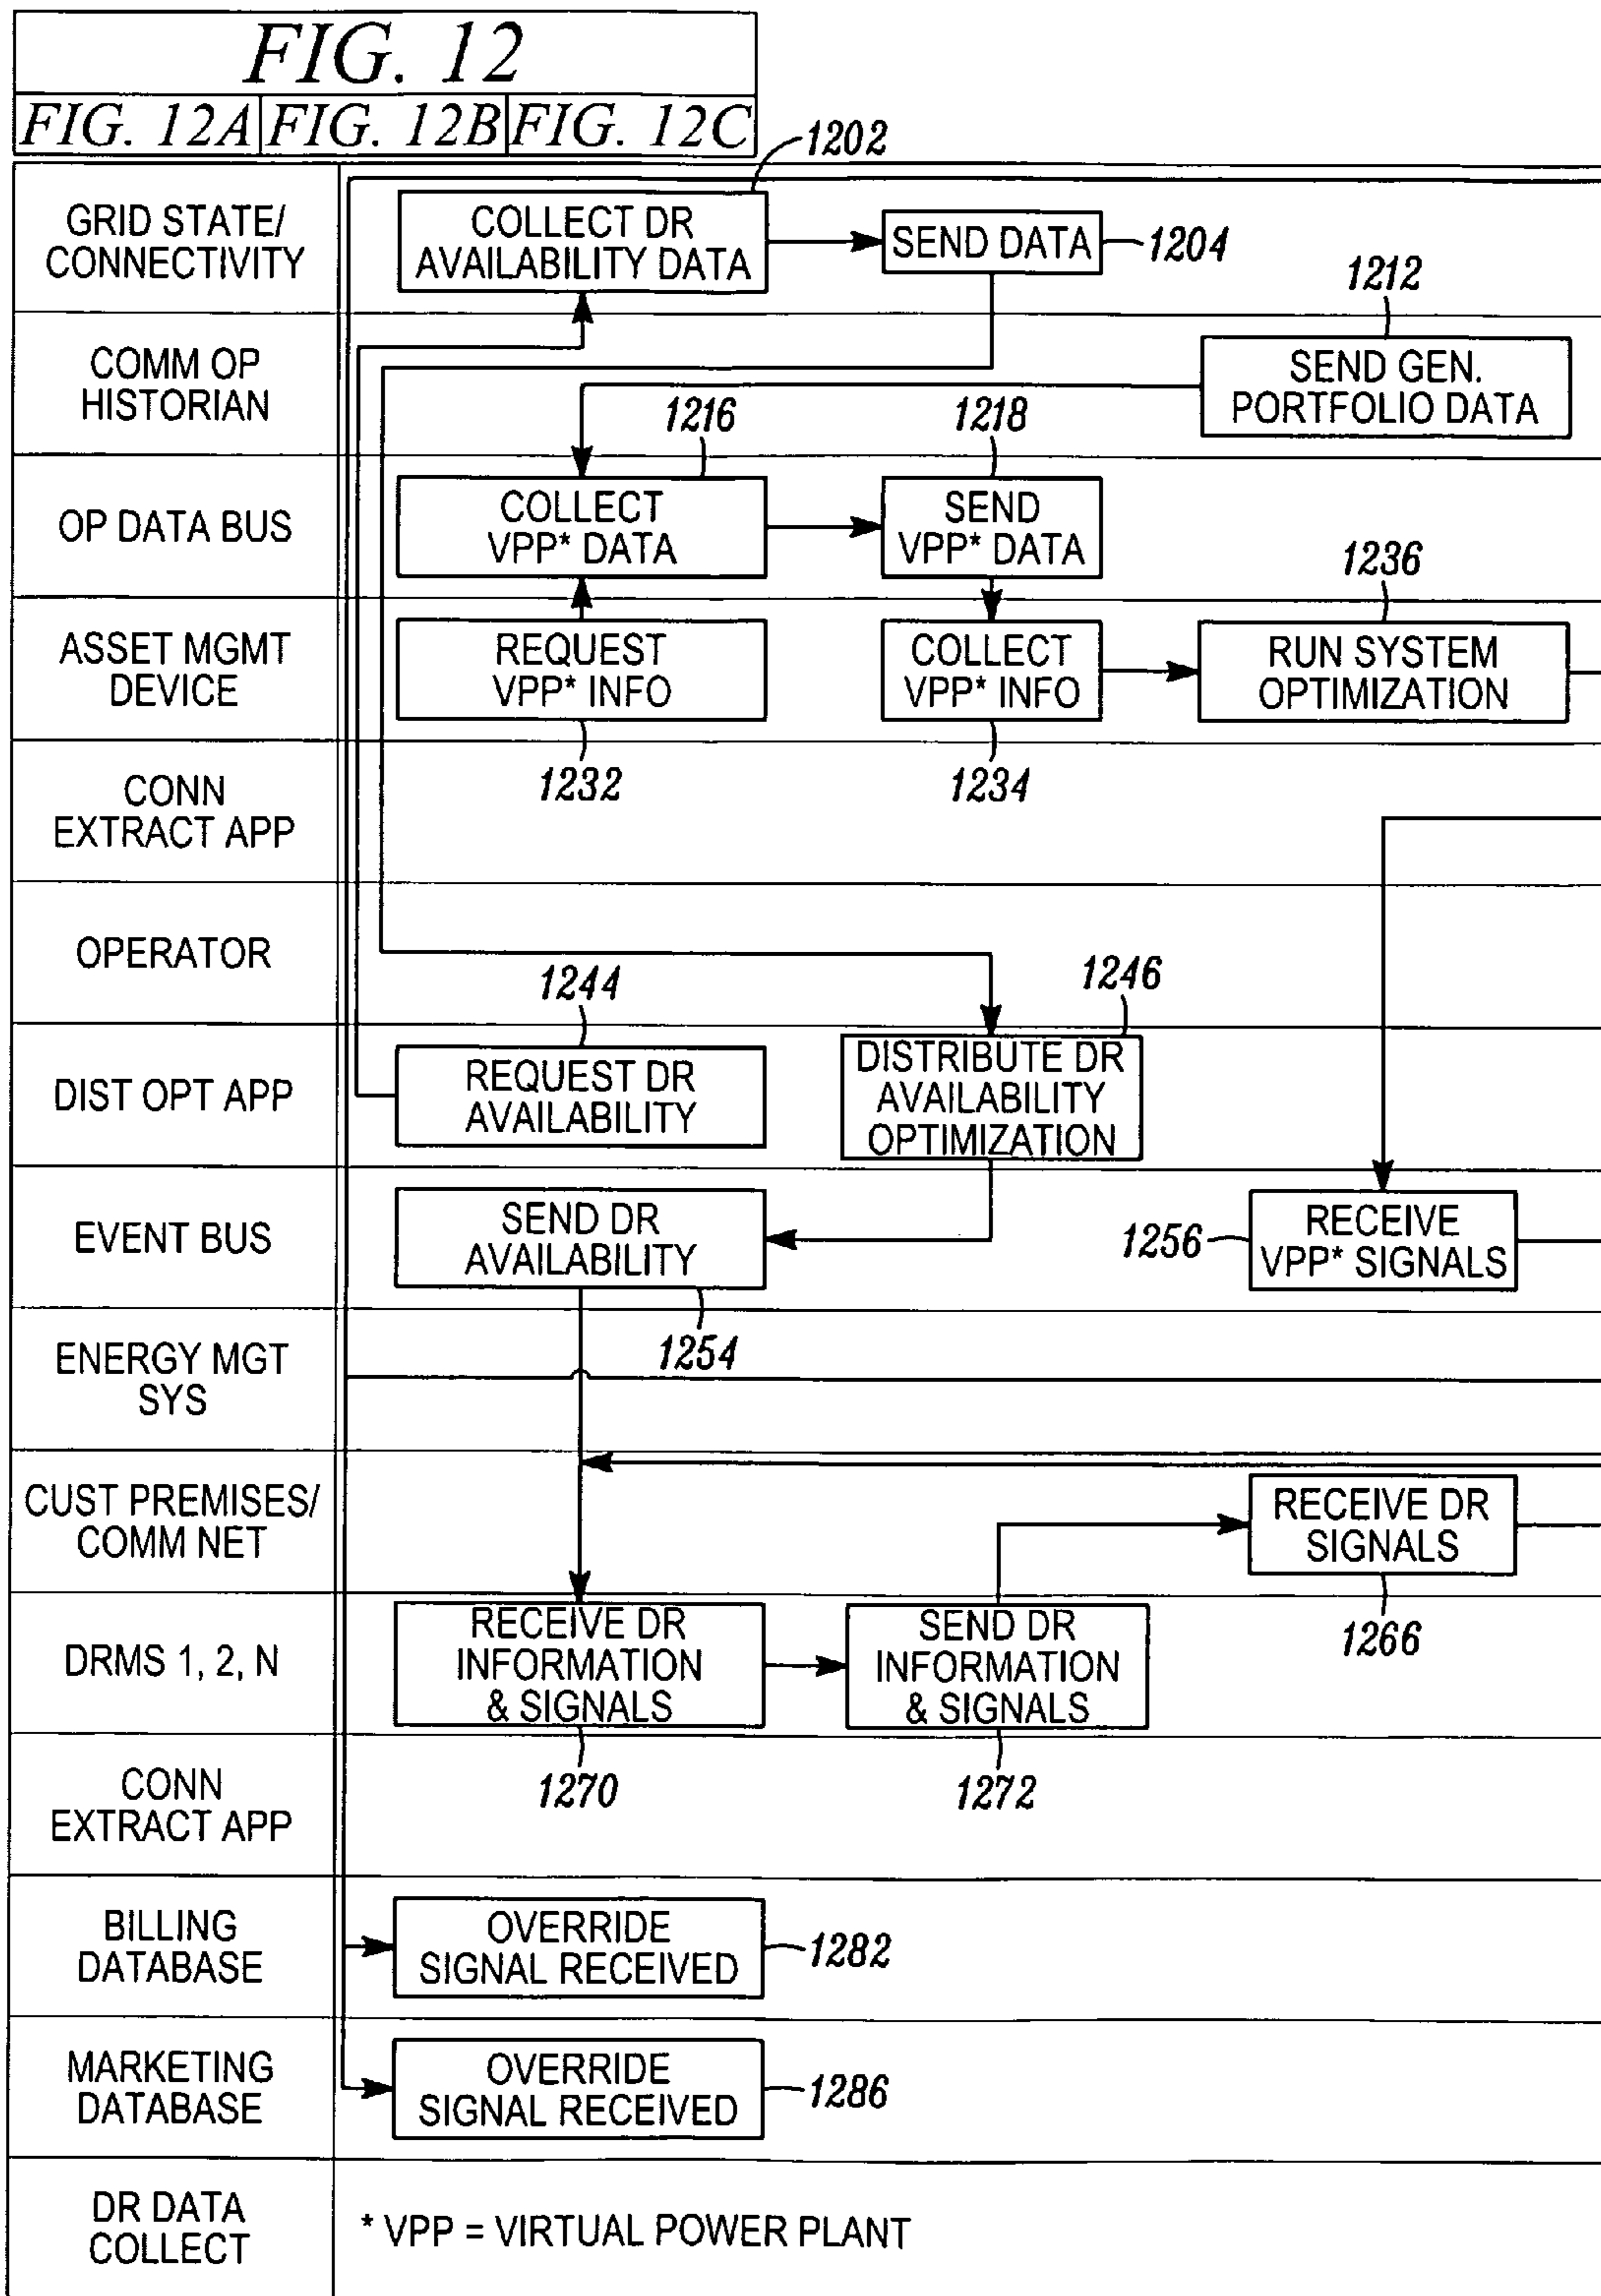 FIG. 12
FIG. 12A FIG. 12B FIG. 12C
1202
GRID STATE/
CONNECTIVITY
COLLECT DR
AVAILABILITY DATA
SEND DATA
1204
1212
COMM OP
HISTORIAN
SEND GEN.
PORTFOLIO DATA
1216
1218
OP DATA BUS
COLLECT
VPP* DATA
SEND
VPP* DATA
1236
ASSET MGMT
DEVICE
REQUEST
VPP* INFO
COLLECT
VPP* INFO
RUN SYSTEM
OPTIMIZATION
1232
1234
CONN
EXTRACT APP
OPERATOR
1244
1246
DIST OPT APP
REQUEST DR
AVAILABILITY
DISTRIBUTE DR
AVAILABILITY
OPTIMIZATION
EVENT BUS
SEND DR
AVAILABILITY
1256
RECEIVE
VPP* SIGNALS
1254
ENERGY MGT
SYS
CUST PREMISES/
COMM NET
RECEIVE DR
SIGNALS
1266
DRMS 1, 2, N
RECEIVE DR
INFORMATION
& SIGNALS
SEND DR
INFORMATION
& SIGNALS
1270
1272
CONN
EXTRACT APP
BILLING
DATABASE
OVERRIDE
SIGNAL RECEIVED
1282
MARKETING
DATABASE
OVERRIDE
SIGNAL RECEIVED
1286
DR DATA
COLLECT
* VPP = VIRTUAL POWER PLANT